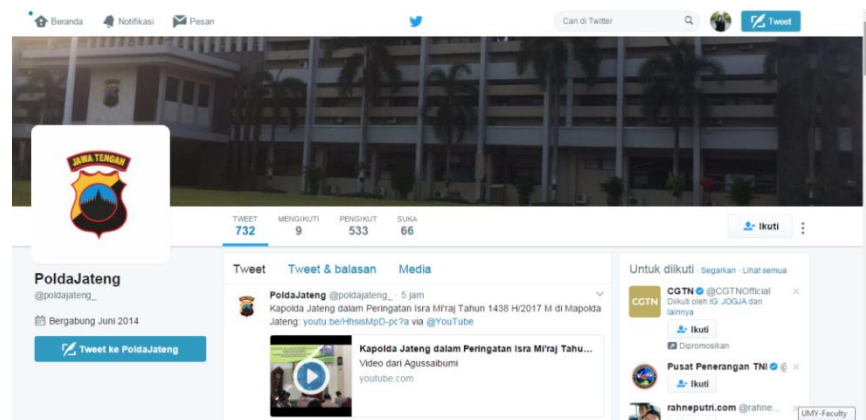 Beranda
Notifikasi
Pesan
Cari di Twitter
Tweet
JAWA TENGAH
TWEET MENGIKUTI PENGIKUT SUKA
732 9 533 66
Ikuti
PoldaJateng
@poldajateng_
Bergabung Juni 2014
Tweet ke PoldaJateng
Tweet Tweet & balasan Media
PoldaJateng @poldajateng_ · 5 jam
Kapolda Jateng dalam Peringatan Isra Mi'raj Tahun 1438 H/2017 M di Mapolda
Jateng: youtu.be/HhsisMpD-pc?a via @YouTube
Kapolda Jateng dalam Peringatan Isra Mi'raj Tahu...
Video dari Agussaibumi
youtube.com
Untuk diikuti · Segarkan · Lihat semua
CGTN
CGTN @CGTNOfficial
Diikuti oleh IG: JOGJA dan
lainnya
Ikuti
Dipromosikan
Pusat Penerangan TNI @
Ikuti
rahneputri.com @rahne...
UMY-Faculty